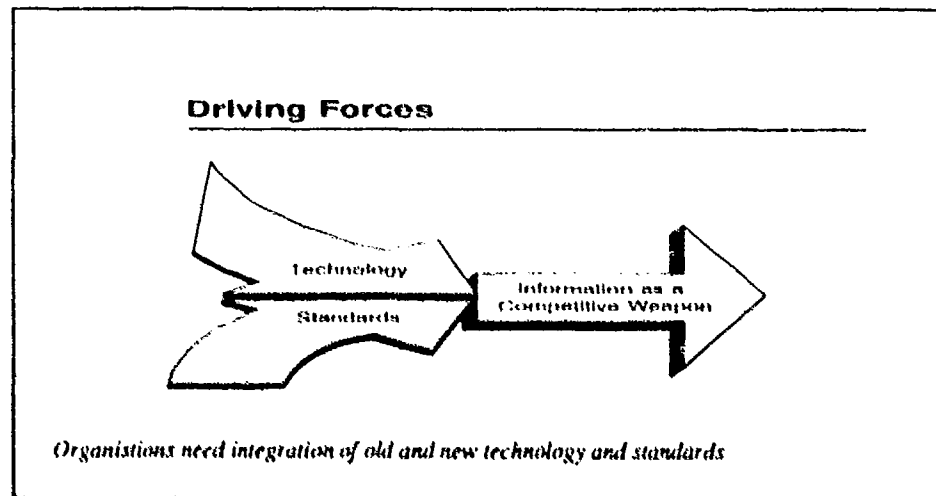 Driving Forces
Technology
Standards
Information as a
Competitive Weapon
Organistions need integration of old and new technology and standards